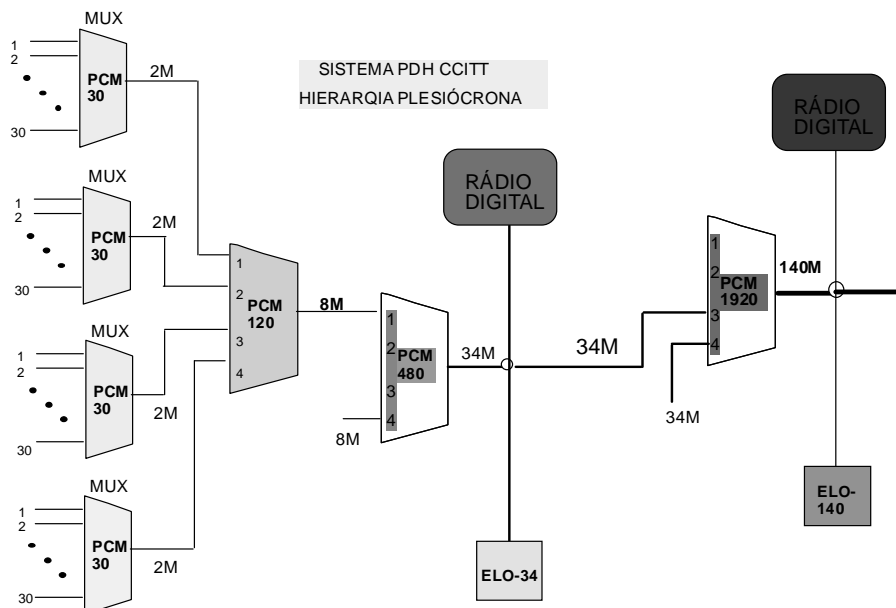 MUX
1
2
30
PCM
30
2M
SISTEMA PDH CCITT
HIERARQIA PLESIÓCRONA
RÁDIO
DIGITAL
RÁDIO
DIGITAL
MUX
1
2
30
PCM
30
2M
1
2
3
4
PCM
120
8M
1
2
3
4
PCM
480
8M
34M
34M
1
2
3
4
PCM
1920
34M
140M
MUX
1
2
30
PCM
30
2M
MUX
1
2
30
PCM
30
2M
ELO-34
ELO-
140